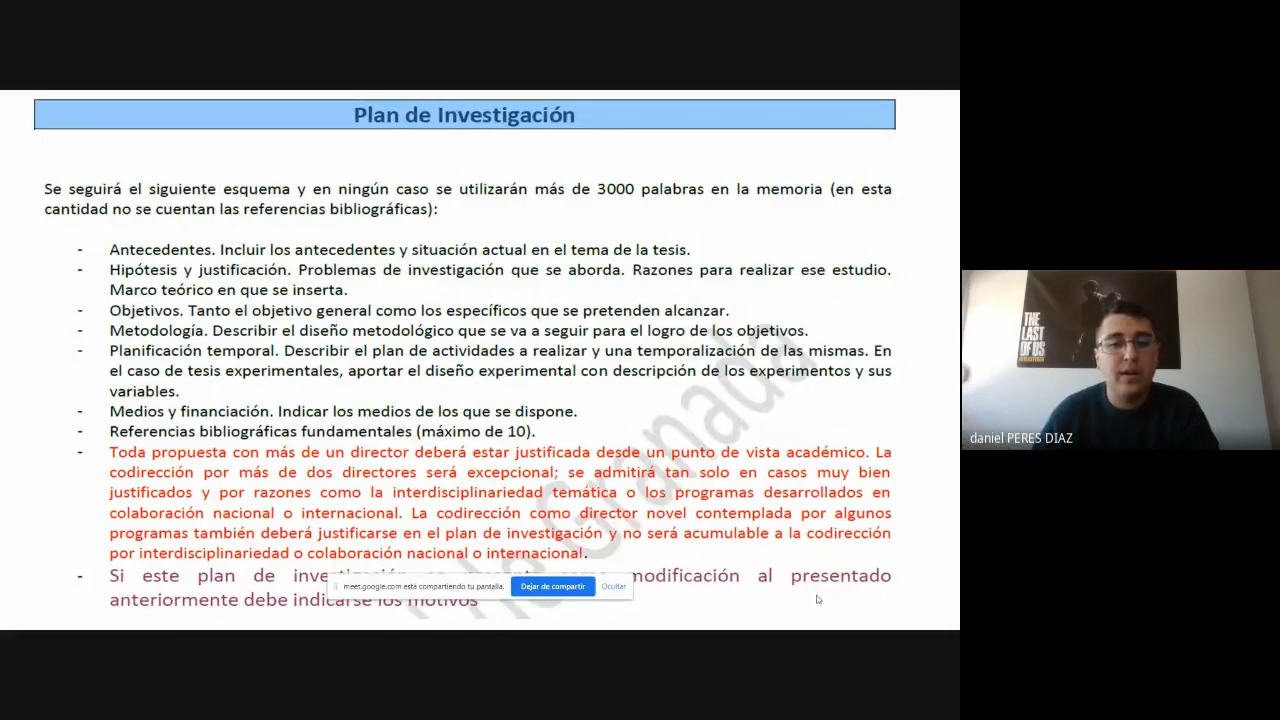 Plan de Investigación
Se seguirá el siguiente esquema y en ningún caso se utilizarán más de 3000 palabras en la memoria (en esta
cantidad no se cuentan las referencias bibliográficas):
- Antecedentes. Incluir los antecedentes y situación actual en el tema de la tesis.
- Hipótesis y justificación. Problemas de investigación que se aborda. Razones para realizar ese estudio.
Marco teórico en que se inserta.
- Objetivos. Tanto el objetivo general como los específicos que se pretenden alcanzar.
- Metodología. Describir el diseño metodológico que se va a seguir para el logro de los objetivos.
- Planificación temporal. Describir el plan de actividades a realizar y una temporalización de las mismas. En
el caso de tesis experimentales, aportar el diseño experimental con descripción de los experimentos y sus
variables.
- Medios y financiación. Indicar los medios de los que se dispone.
- Referencias bibliográficas fundamentales (máximo de 10).
- Toda propuesta con más de un director deberá estar justificada desde un punto de vista académico. La
codirección por más de dos directores será excepcional; se admitirá tan solo en casos muy bien
justificados y por razones como la interdisciplinariedad temática o los programas desarrollados en
colaboración nacional o internacional. La codirección como director novel contemplada por algunos
programas también deberá justificarse en el plan de investigación y no será acumulable a la codirección
por interdisciplinariedad o colaboración nacional o internacional.
- Si este plan de modificación al presentado
anteriormente debe indicarse los motivos
meet.google.com está compartiendo tu pantalla.
Dejar de compartir
Ocultar
de Granada
THE
LAST
OF US
daniel PERES DIAZ